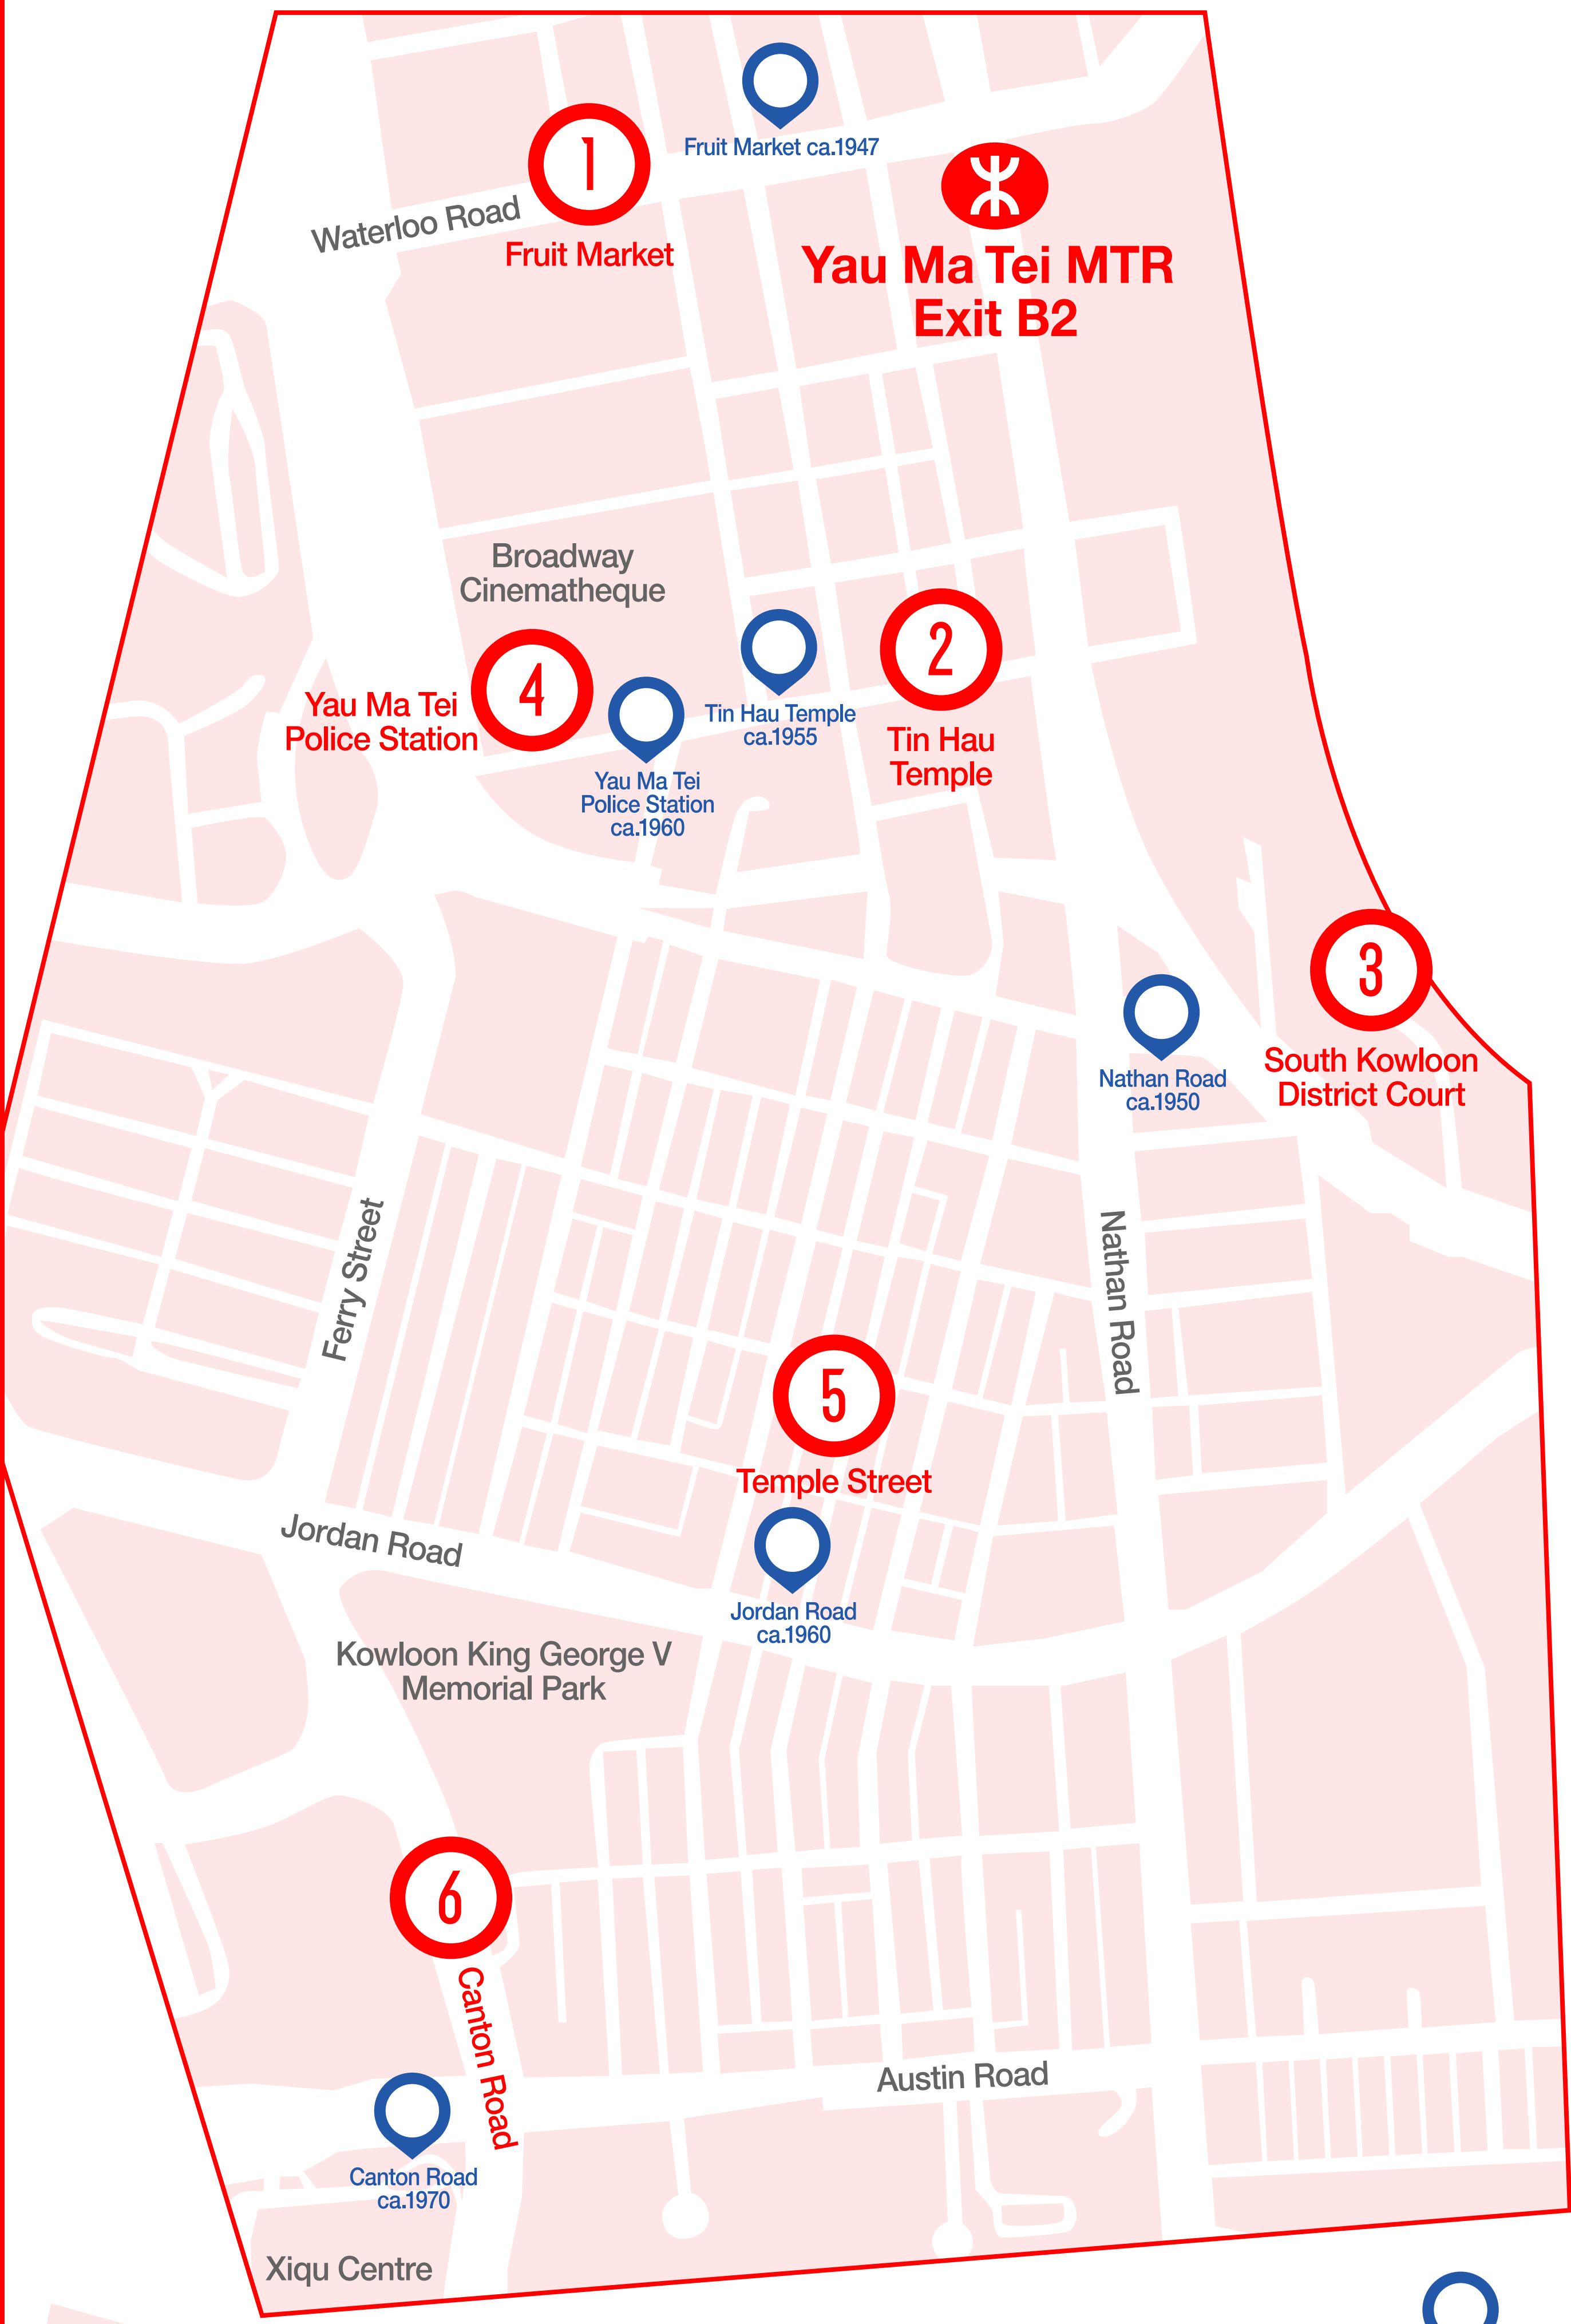 Fruit Market ca.1947
1
Waterloo Road
Fruit Market
Yau Ma Tei MTR
Exit B2
Broadway
Cinematheque
2
4
Yau Ma Tei
Police Station
Tin Hau Temple
ca.1955
Tin Hau
Temple
Yau Ma Tei
Police Station
ca.1960
3
South Kowloon
District Court
Nathan Road
ca.1950
Ferry Street
Nathan Road
5
Temple Street
Jordan Road
Jordan Road
ca.1960
Kowloon King George V
Memorial Park
6
Canton Road
Austin Road
Canton Road
ca.1970
Xiqu Centre